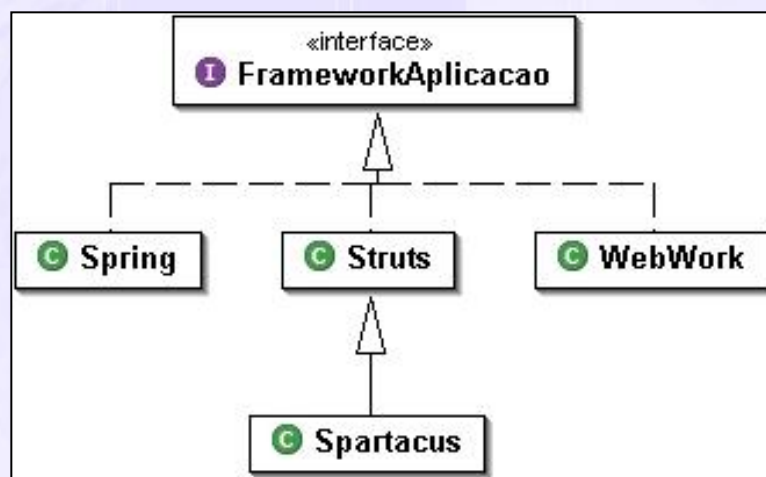 «interface»
I FrameworkAplicacao
C Spring
C Struts
C WebWork
C Spartacus